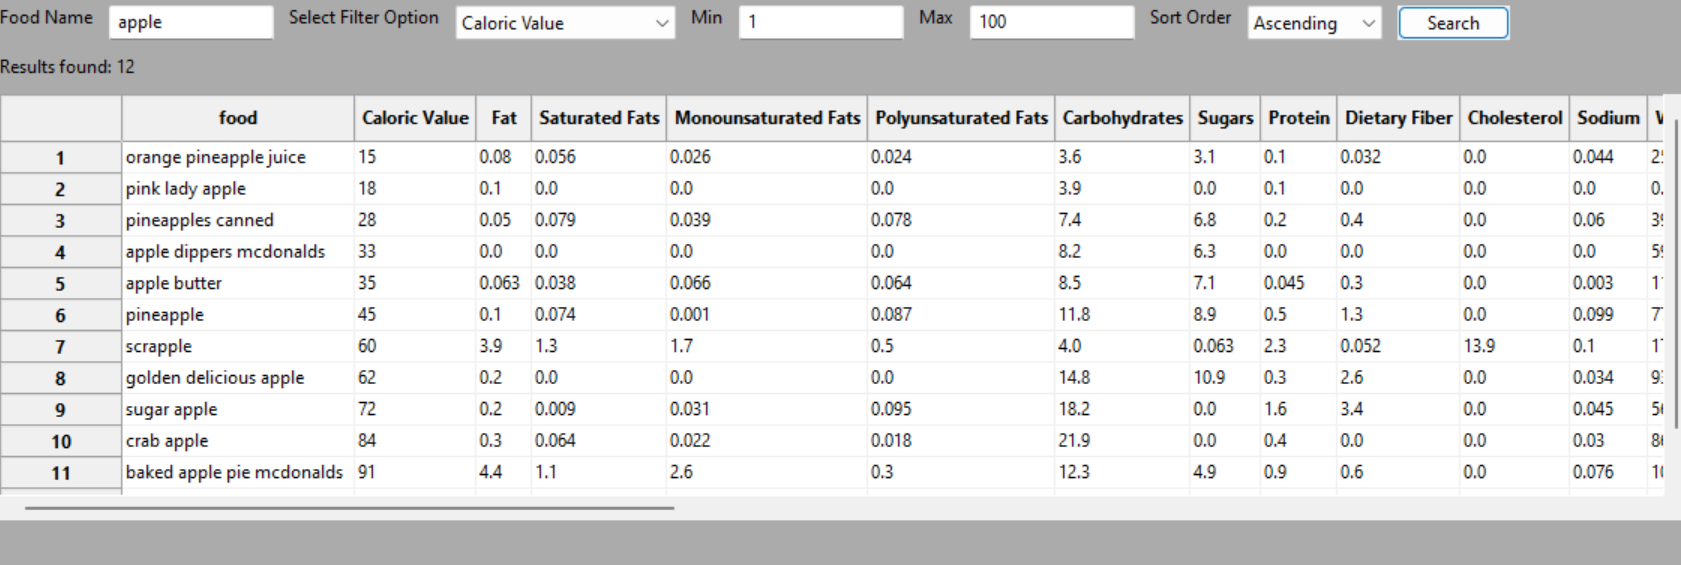 Food Name apple Select Filter Option Caloric Value Min 1 Max 100 Sort Order Ascending Search
Results found: 12
food Caloric Value Fat Saturated Fats Monounsaturated Fats Polyunsaturated Fats Carbohydrates Sugars Protein Dietary Fiber Cholesterol Sodium
1 orange pineapple juice 15 0.08 0.056 0.026 0.024 3.6 3.1 0.1 0.032 0.0 0.044
2 pink lady apple 18 0.1 0.0 0.0 0.0 3.9 0.0 0.1 0.0 0.0 0.0
3 pineapples canned 28 0.05 0.079 0.039 0.078 7.4 6.8 0.2 0.4 0.0 0.06
4 apple dippers mcdonalds 33 0.0 0.0 0.0 0.0 8.2 6.3 0.0 0.0 0.0 0.0
5 apple butter 35 0.063 0.038 0.066 0.064 8.5 7.1 0.045 0.3 0.0 0.003
6 pineapple 45 0.1 0.074 0.001 0.087 11.8 8.9 0.5 1.3 0.0 0.099
7 scrapple 60 3.9 1.3 1.7 0.5 4.0 0.063 2.3 0.052 13.9 0.1
8 golden delicious apple 62 0.2 0.0 0.0 0.0 14.8 10.9 0.3 2.6 0.0 0.034
9 sugar apple 72 0.2 0.009 0.031 0.095 18.2 0.0 1.6 3.4 0.0 0.045
10 crab apple 84 0.3 0.064 0.022 0.018 21.9 0.0 0.4 0.0 0.0 0.03
11 baked apple pie mcdonalds 91 4.4 1.1 2.6 0.3 12.3 4.9 0.9 0.6 0.0 0.076